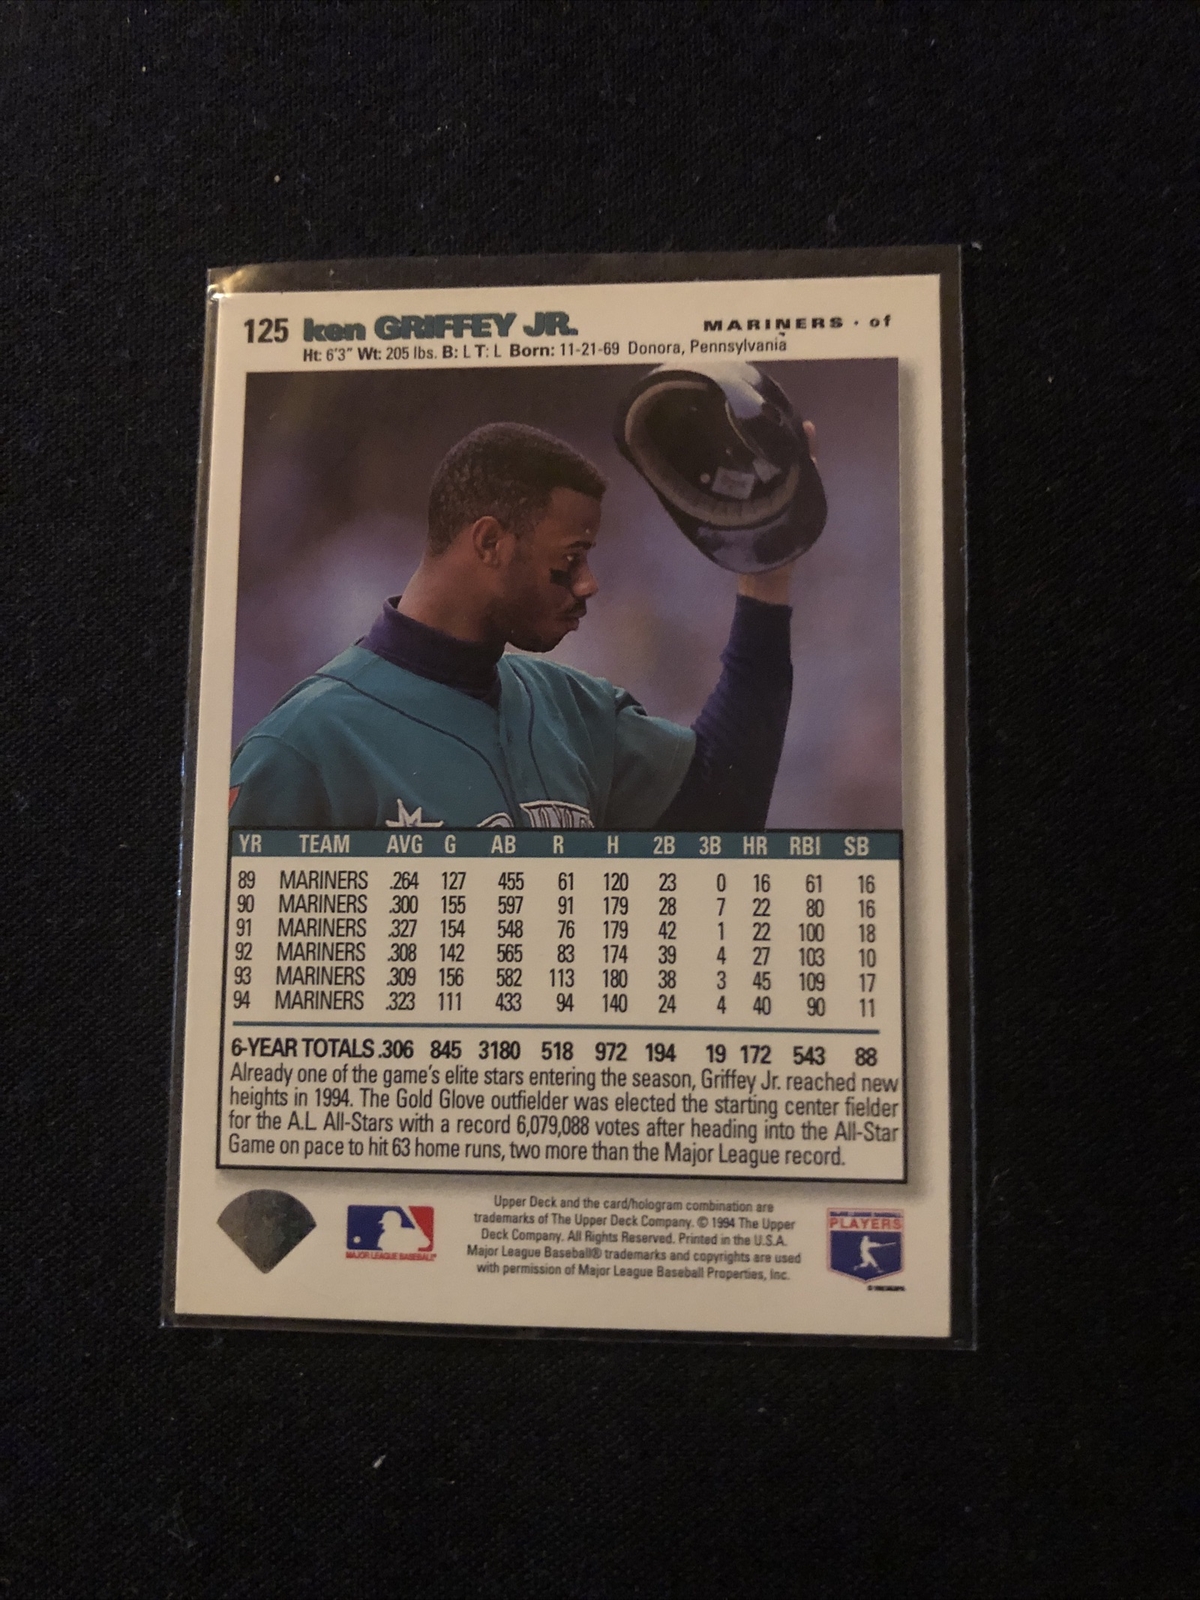 125 ken GRIFFEY JR. MARINERS · of
Ht: 6'3" Wt: 205 lbs. B: L T: L Born: 11-21-69 Donora, Pennsylvania
YR TEAM AVG G AB R H 2B 3B HR RBI SB
89 MARINERS .264 127 455 61 120 23 0 16 61 16
90 MARINERS .300 155 597 91 179 28 7 22 80 16
91 MARINERS .327 154 548 76 179 42 1 22 100 18
92 MARINERS .308 142 565 83 174 39 4 27 103 10
93 MARINERS .309 156 582 113 180 38 3 45 109 17
94 MARINERS .323 111 433 94 140 24 4 40 90 11
6-YEAR TOTALS .306 845 3180 518 972 194 19 172 543 88
Already one of the game's elite stars entering the season, Griffey Jr. reached new
heights in 1994. The Gold Glove outfielder was elected the starting center fielder
for the A.L. All-Stars with a record 6,079,088 votes after heading into the All-Star
Game on pace to hit 63 home runs, two more than the Major League record.
Upper Deck and the card/hologram combination are
trademarks of The Upper Deck Company. © 1994 The Upper
Deck Company. All Rights Reserved. Printed in the U.S.A.
Major League Baseball® trademarks and copyrights are used
with permission of Major League Baseball Properties, Inc.
MAJOR LEAGUE BASEBALL
MAJOR LEAGUE BASEBALL
PLAYERS